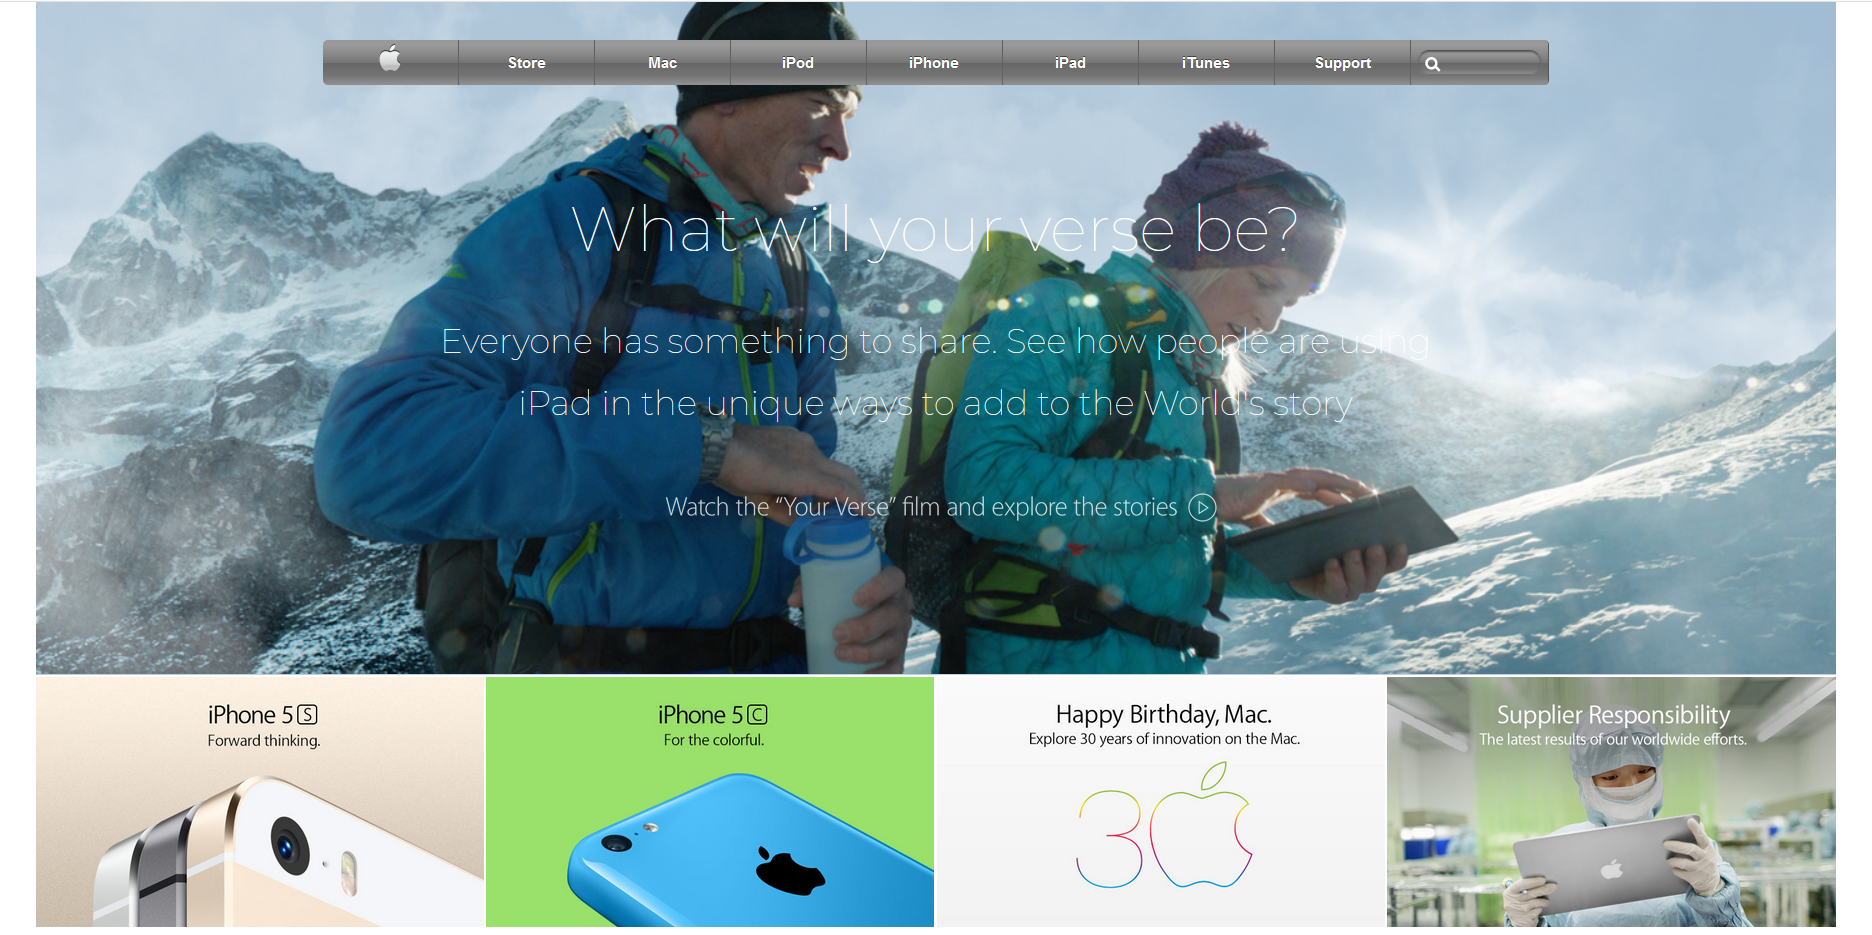 Store Mac iPod iPhone iPad iTunes Support
What will your verse be?
Everyone has something to share. See how people are using
iPad in the unique ways to add to the World's story
Watch the “Your Verse” film and explore the stories
iPhone 5S
Forward thinking.
iPhone 5C
For the colorful.
Happy Birthday, Mac.
Explore 30 years of innovation on the Mac.
30
Supplier Responsibility
The latest results of our worldwide efforts.